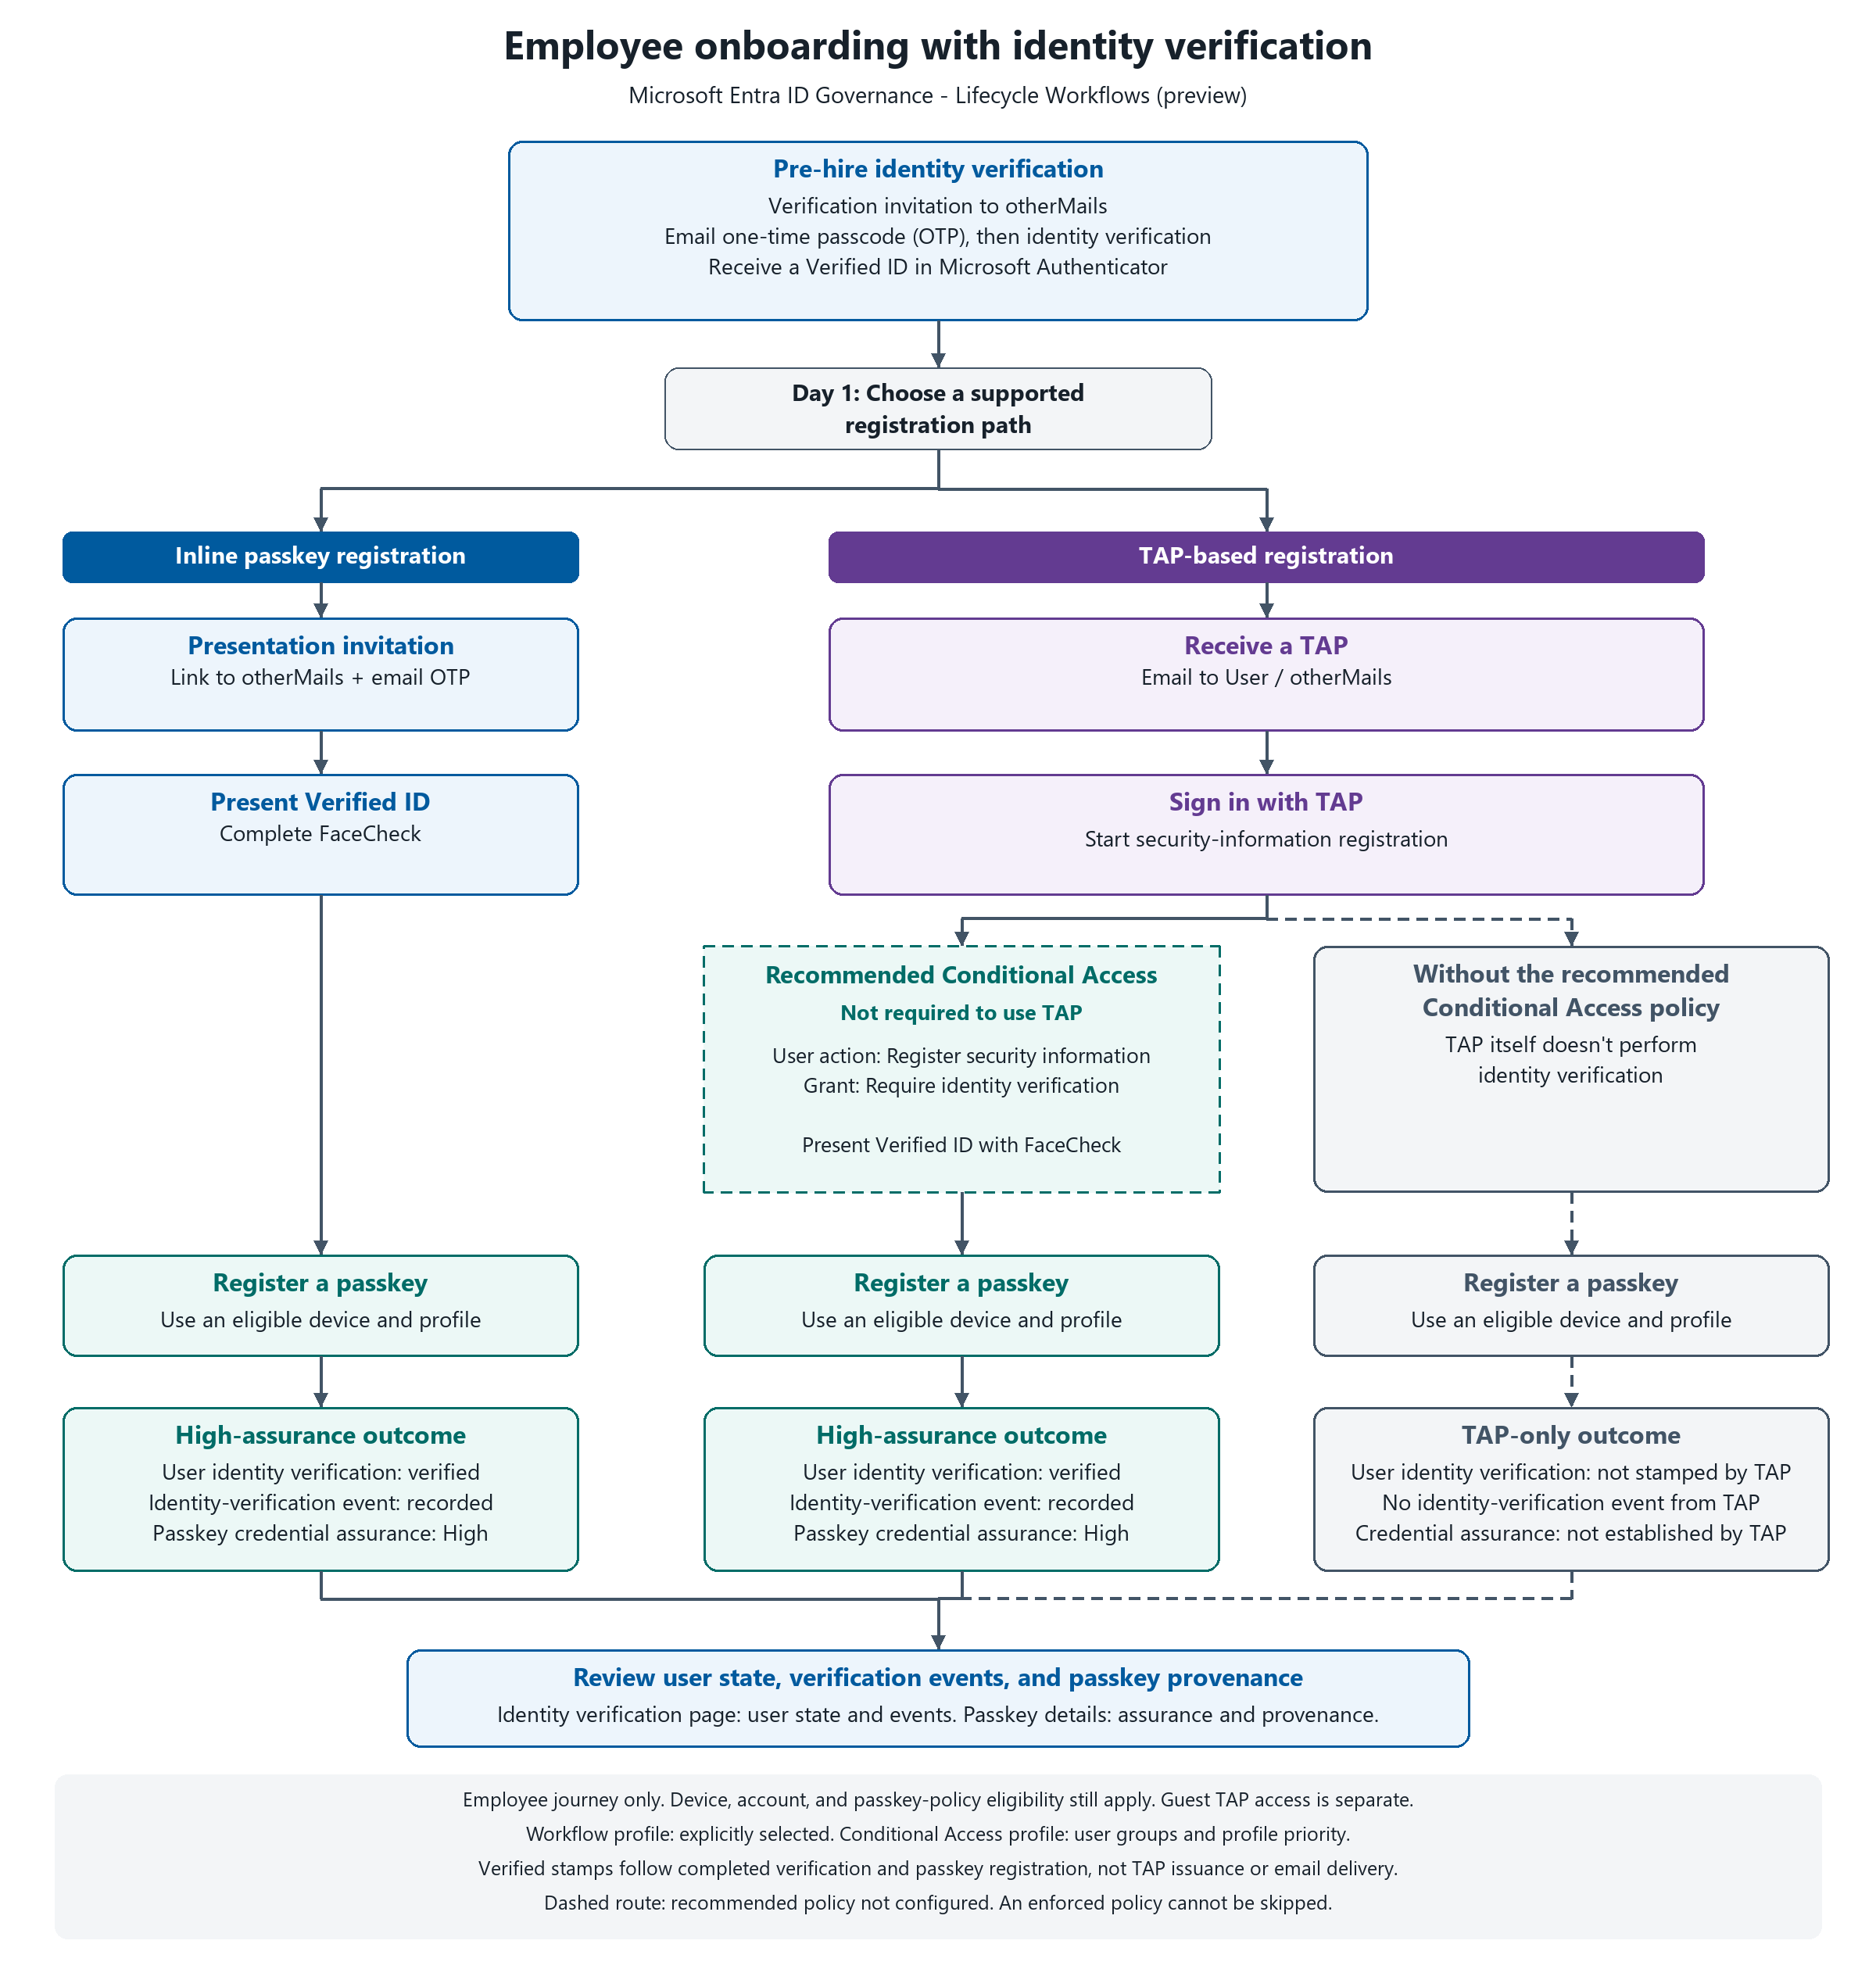 Employee onboarding with identity verification
Microsoft Entra ID Governance - Lifecycle Workflows (preview)
Pre-hire identity verification
Verification invitation to otherMails
Email one-time passcode (OTP), then identity verification
Receive a Verified ID in Microsoft Authenticator
Day 1: Choose a supported
registration path
Inline passkey registration
Presentation invitation
Link to otherMails + email OTP
Present Verified ID
Complete FaceCheck
Register a passkey
Use an eligible device and profile
High-assurance outcome
User identity verification: verified
Identity-verification event: recorded
Passkey credential assurance: High
TAP-based registration
Receive a TAP
Email to User / otherMails
Sign in with TAP
Start security-information registration
Recommended Conditional Access
Not required to use TAP
User action: Register security information
Grant: Require identity verification
Present Verified ID with FaceCheck
Register a passkey
Use an eligible device and profile
High-assurance outcome
User identity verification: verified
Identity-verification event: recorded
Passkey credential assurance: High
Without the recommended
Conditional Access policy
TAP itself doesn't perform
identity verification
Register a passkey
Use an eligible device and profile
TAP-only outcome
User identity verification: not stamped by TAP
No identity-verification event from TAP
Credential assurance: not established by TAP
Review user state, verification events, and passkey provenance
Identity verification page: user state and events. Passkey details: assurance and provenance.
Employee journey only. Device, account, and passkey-policy eligibility still apply. Guest TAP access is separate.
Workflow profile: explicitly selected. Conditional Access profile: user groups and profile priority.
Verified stamps follow completed verification and passkey registration, not TAP issuance or email delivery.
Dashed route: recommended policy not configured. An enforced policy cannot be skipped.